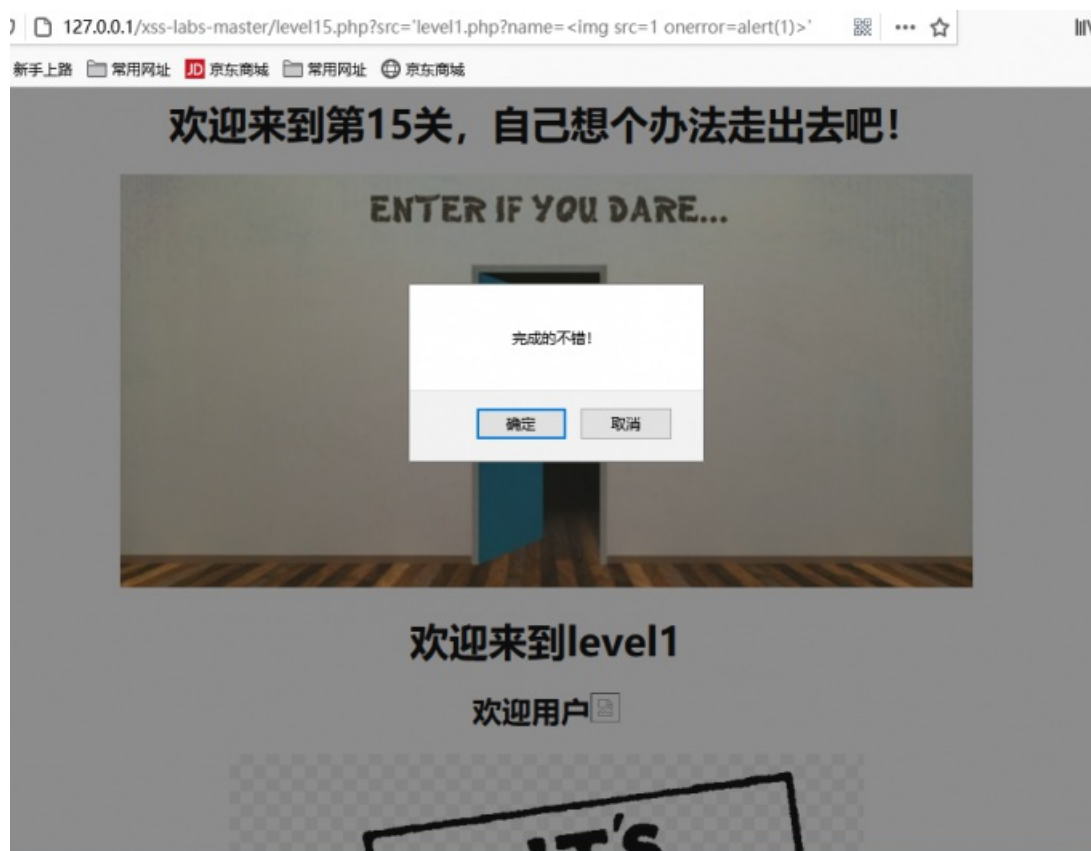 127.0.0.1/xss-labs-master/level15.php?src='level1.php?name=<img src=1 onerror=alert(1)>'
新手上路 常用网址 JD 京东商城 常用网址 京东商城
欢迎来到第15关，自己想个办法走出去吧！
ENTER IF YOU DARE...
完成的不错！
确定 取消
欢迎来到level1
欢迎用户
IT'S